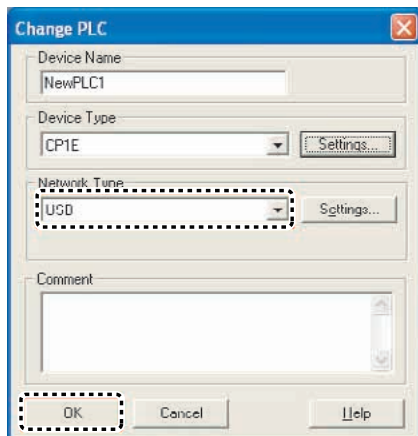 Change PLC
Device Name
NewPLC1
Device Type
CP1E
Settings...
Network Type
USB
Settings...
Comment
OK
Cancel
Help